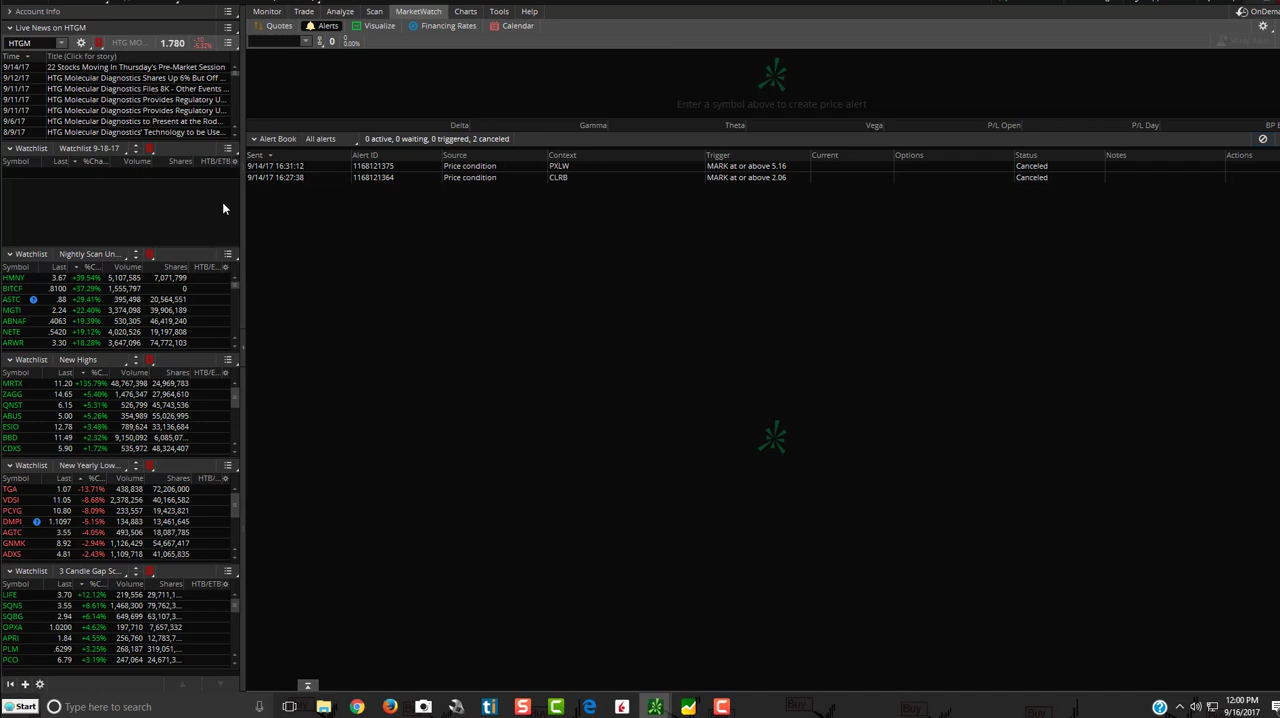 Account Info
Monitor Trade Analyze Scan MarketWatch Charts Tools Help
OnDem
Live News on HTGM
Quotes Alerts Visualize Financing Rates Calendar
HTGM HTG MO... 1.780 -.10 -5.32%
0 0 0.00%
Time Title (Click for story)
9/14/17 22 Stocks Moving In Thursday's Pre-Market Session
9/12/17 HTG Molecular Diagnostics Shares Up 6% But Off ...
9/11/17 HTG Molecular Diagnostics Files 8K - Other Events ...
9/11/17 HTG Molecular Diagnostics Provides Regulatory U...
9/11/17 HTG Molecular Diagnostics Provides Regulatory U...
9/6/17 HTG Molecular Diagnostics to Present at the Rod...
8/9/17 HTG Molecular Diagnostics' Technology to be Use...
Enter a symbol above to create price alert
Delta Gamma Theta Vega P/L Open P/L Day BP E
Alert Book All alerts 0 active, 0 waiting, 0 triggered, 2 canceled
Sent Alert ID Source Context Trigger Current Options Status Notes Actions
9/14/17 16:31:12 1168121375 Price condition PXLW MARK at or above 5.16 Canceled
9/14/17 16:27:38 1168121364 Price condition CLRB MARK at or above 2.06 Canceled
Watchlist Watchlist 9-18-17
Symbol Last %Cha... Volume Shares HTB/ETB
Watchlist Nightly Scan Un...
Symbol Last %C... Volume Shares HTB/E...
HMNY 3.67 +39.54% 5,107,585 7,071,799
BITCF .8100 +37.29% 1,555,797 0
ASTC .88 +29.41% 395,498 20,564,551
MGTI 2.24 +22.40% 3,374,098 39,906,189
ABNAF .4063 +19.39% 530,305 46,419,240
NETE .5420 +19.12% 4,020,526 19,197,808
ARWR 3.30 +18.28% 3,647,096 74,772,103
Watchlist New Highs
Symbol Last %C... Volume Shares HTB/E...
MRTX 11.20 +135.79% 48,767,398 24,969,783
ZAGG 14.65 +5.40% 1,476,347 27,964,610
QNST 6.15 +5.31% 526,799 45,743,536
ABUS 5.00 +5.26% 354,989 55,026,995
ESIO 12.78 +3.48% 789,624 33,136,684
BBD 11.49 +2.32% 9,150,092 6,085,07...
CDXS 5.90 +1.72% 535,972 48,324,407
Watchlist New Yearly Low...
Symbol Last %C... Volume Shares HTB/...
TGA 1.07 -13.71% 438,838 72,206,000
VDSI 11.05 -8.68% 2,378,256 40,166,582
PCYG 10.80 -8.09% 233,557 19,423,821
DMPI 1.1097 -5.15% 134,883 13,461,645
AGTC 3.55 -4.05% 493,506 18,087,785
GNMK 8.92 -2.94% 1,126,429 54,667,417
ADXS 4.81 -2.43% 1,109,718 41,065,835
Watchlist 3 Candle Gap Sc...
Symbol Last %C... Volume Shares HTB/ETB
LIFE 3.70 +12.12% 219,556 29,711,1...
SQNS 3.55 +6.61% 1,468,300 79,762,3...
SQBG 2.94 +6.14% 649,699 63,107,3...
OPXA 1.0200 +4.62% 197,710 7,657,332
APRI 1.84 +4.55% 256,760 12,783,7...
PLM .6299 +3.25% 268,187 319,051,...
PCO 6.79 +3.19% 247,064 24,671,3...
Start Type here to search
12:00 PM
9/16/2017
Buy Buy Buy